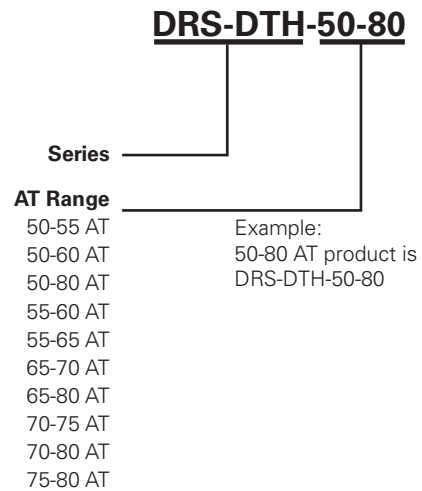 DRS-DTH-50-80
Series
AT Range
50-55 AT
50-60 AT
50-80 AT
55-60 AT
55-65 AT
65-70 AT
65-80 AT
70-75 AT
70-80 AT
75-80 AT
Example:
50-80 AT product is
DRS-DTH-50-80